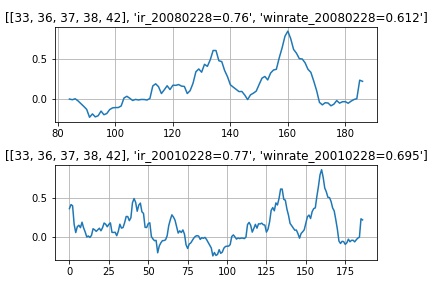 [[33, 36, 37, 38, 42], 'ir_20080228=0.76', 'winrate_20080228=0.612']
0.5
0.0
80 100 120 140 160 180
[[33, 36, 37, 38, 42], 'ir_20010228=0.77', 'winrate_20010228=0.695']
0.5
0.0
0 25 50 75 100 125 150 175